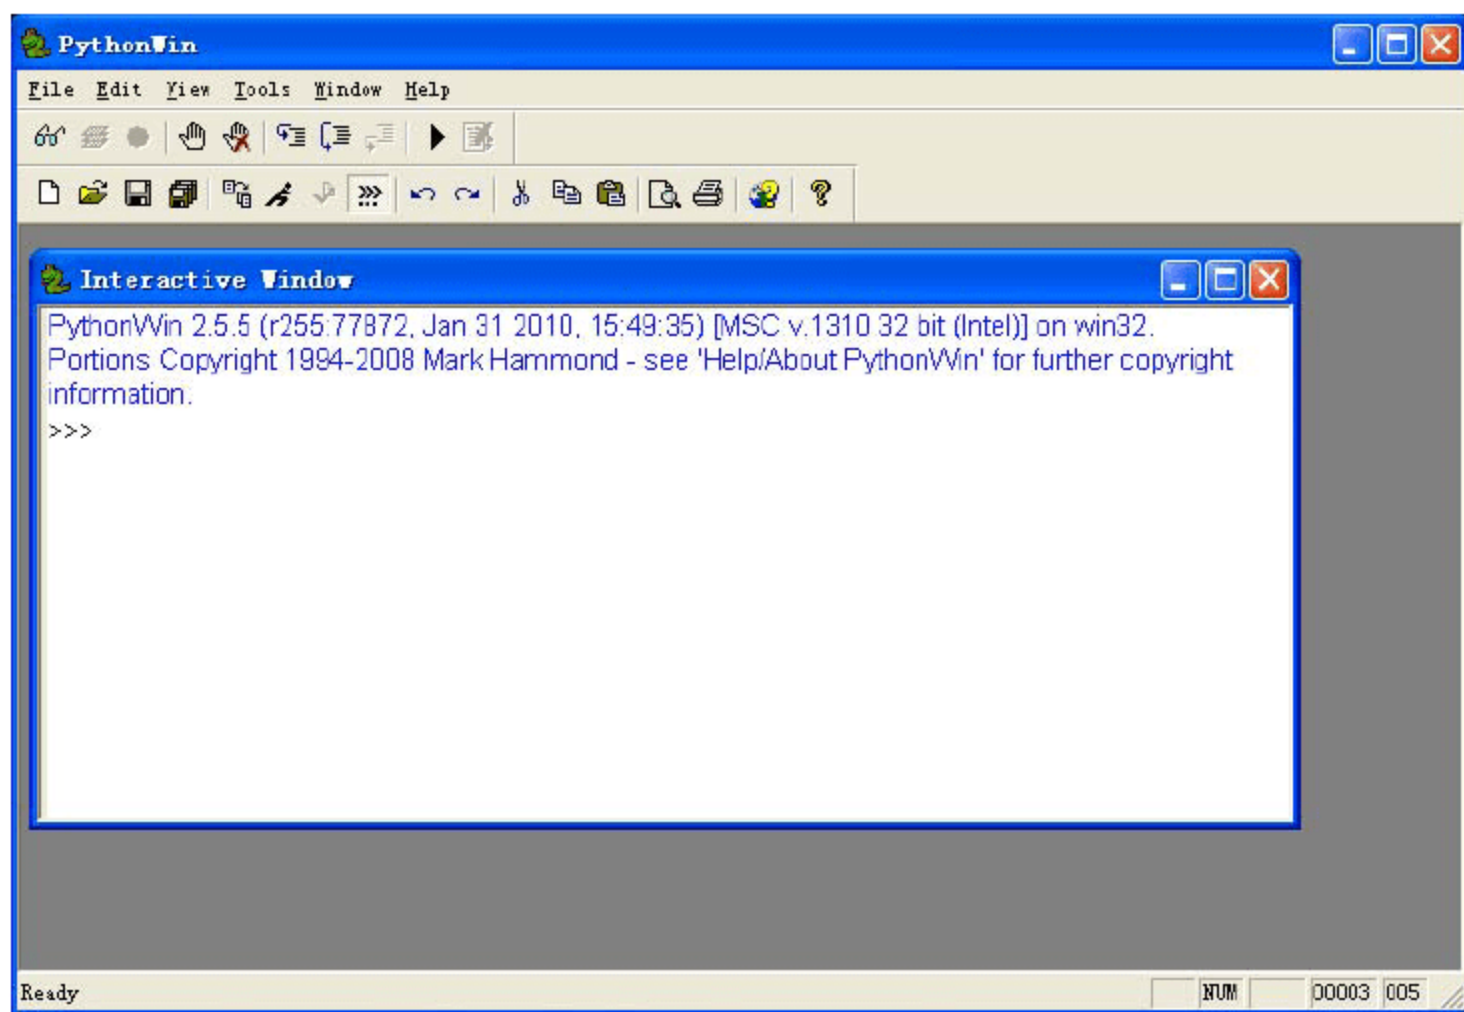 PythonWin
File Edit View Tools Window Help
Interactive Window
PythonWin 2.5.5 (r255:77872, Jan 31 2010, 15:49:35) [MSC v.1310 32 bit (Intel)] on win32.
Portions Copyright 1994-2008 Mark Hammond - see 'Help/About PythonWin' for further copyright
information.
>>>
Ready NUM 00003 005